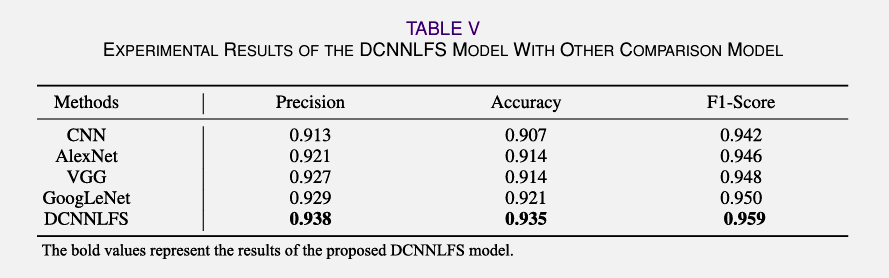 TABLE V
EXPERIMENTAL RESULTS OF THE DCNNLFS MODEL WITH OTHER COMPARISON MODEL
Methods Precision Accuracy F1-Score
CNN 0.913 0.907 0.942
AlexNet 0.921 0.914 0.946
VGG 0.927 0.914 0.948
GoogLeNet 0.929 0.921 0.950
DCNNLFS 0.938 0.935 0.959
The bold values represent the results of the proposed DCNNLFS model.